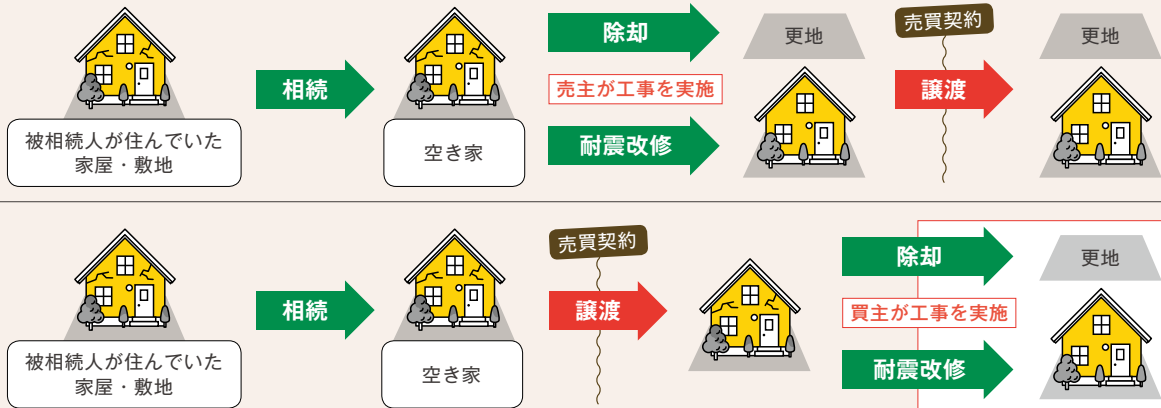 被相続人が住んでいた
家屋・敷地
相続
空き家
除却
売主が工事を実施
耐震改修
更地
売買契約
譲渡
更地
被相続人が住んでいた
家屋・敷地
相続
空き家
売買契約
譲渡
除却
買主が工事を実施
耐震改修
更地